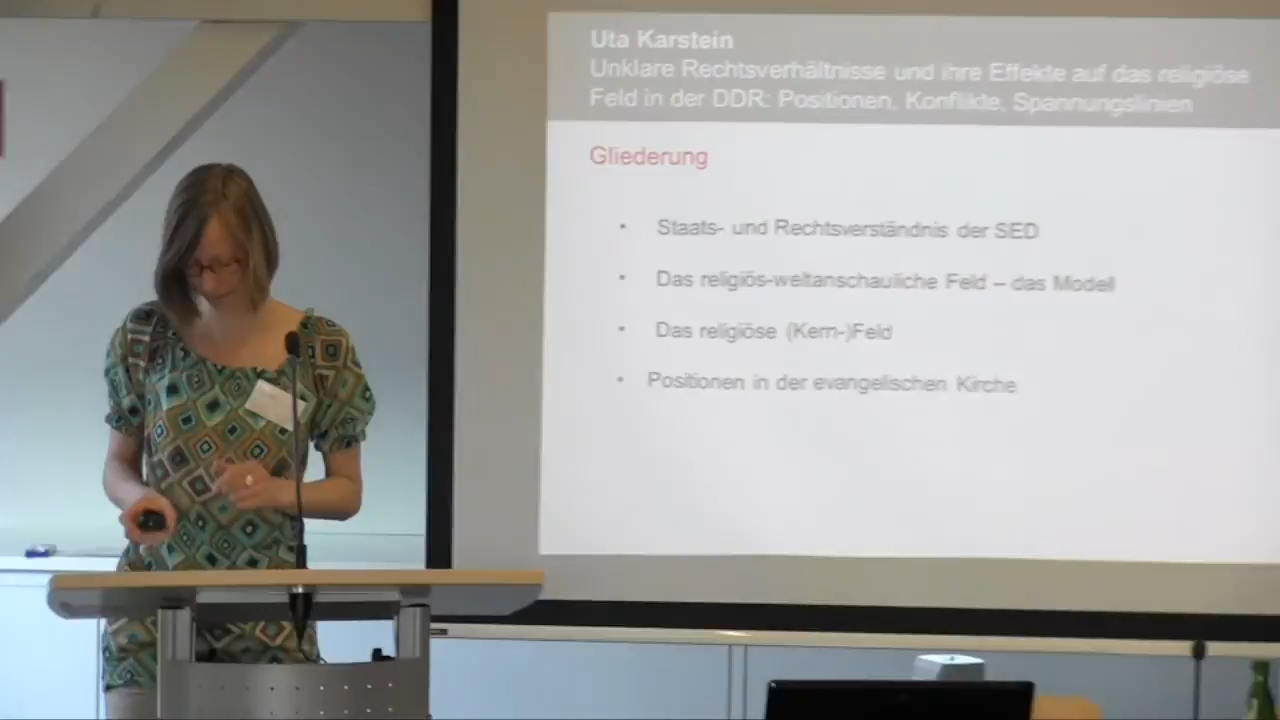 Uta Karstein
Unklare Rechtsverhältnisse und ihre Effekte auf das religiöse
Feld in der DDR: Positionen, Konflikte, Spannungslinien
Gliederung
• Staats- und Rechtsverständnis der SED
• Das religiös-weltanschauliche Feld – das Modell
• Das religiöse (Kern-)Feld
• Positionen in der evangelischen Kirche